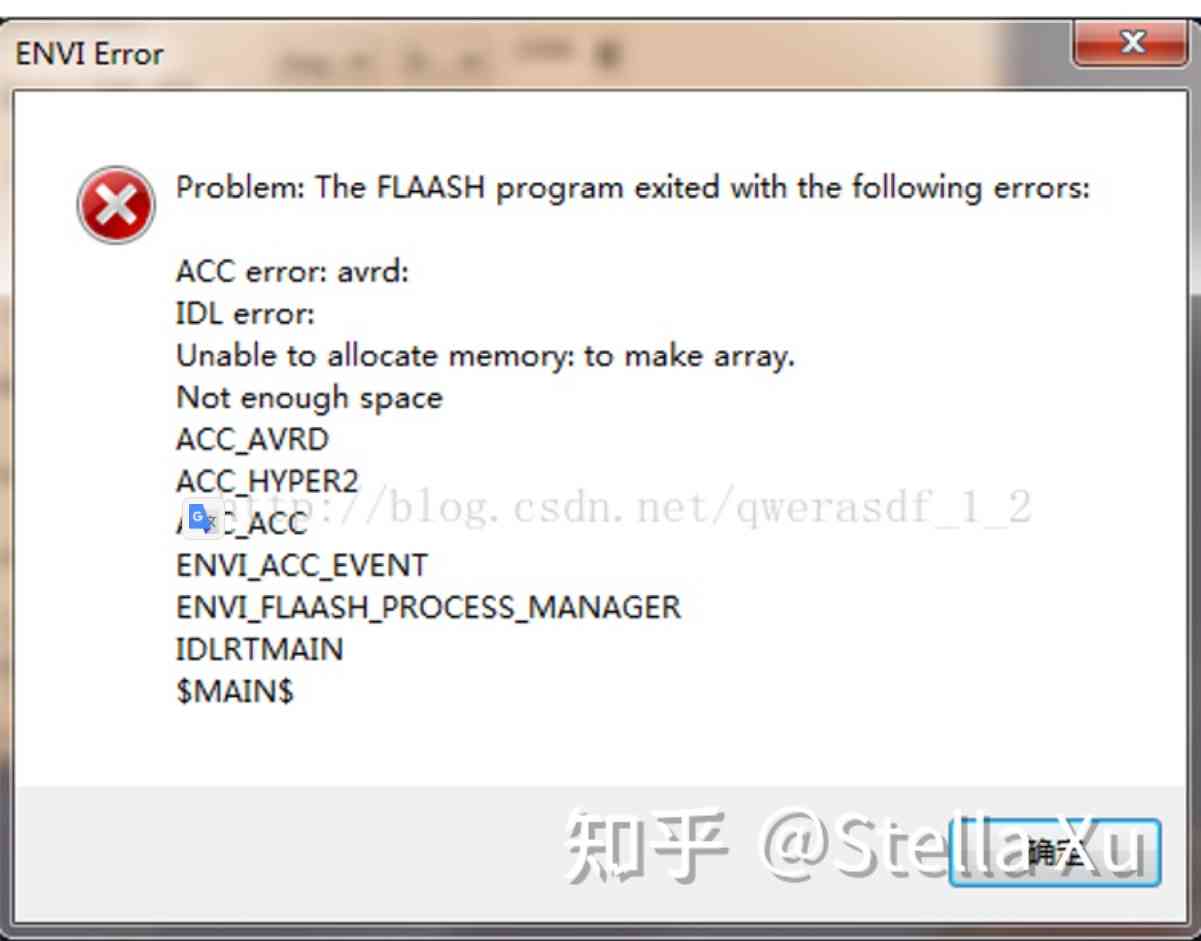 ENVI Error
X
Problem: The FLAASH program exited with the following errors:
ACC error: avrd:
IDL error:
Unable to allocate memory: to make array.
Not enough space
ACC_AVRD
ACC_HYPER2
http://blog.csdn.net/qwerasdf_1_2
C_ACC
ENVI_ACC_EVENT
ENVI_FLAASH_PROCESS_MANAGER
IDLRTMAIN
$MAIN$
知乎 @Stella Xu
确定